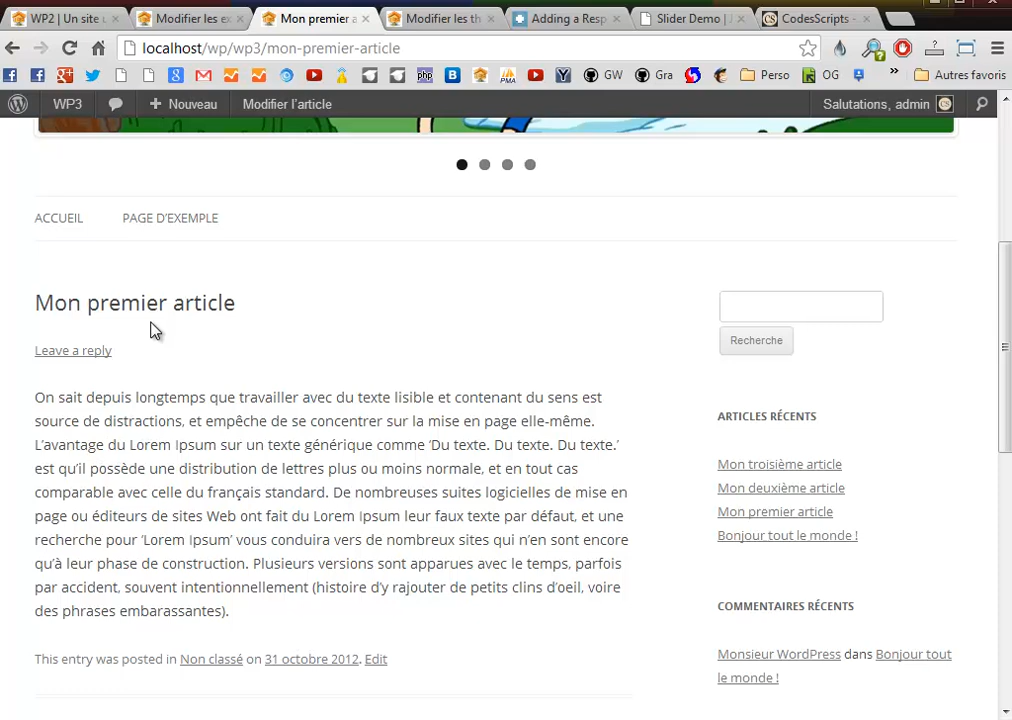 WP2 | Un site u
Modifier les ex
Mon premier a
Modifier les th
Adding a Resp
Slider Demo | J
CodesScripts -
localhost/wp/wp3/mon-premier-article
php
GW
Gra
Perso
OG
Autres favoris
WP3
Nouveau
Modifier l'article
Salutations, admin
ACCUEIL
PAGE D'EXEMPLE
Mon premier article
Leave a reply
On sait depuis longtemps que travailler avec du texte lisible et contenant du sens est
source de distractions, et empêche de se concentrer sur la mise en page elle-même.
L'avantage du Lorem Ipsum sur un texte générique comme 'Du texte. Du texte. Du texte.'
est qu'il possède une distribution de lettres plus ou moins normale, et en tout cas
comparable avec celle du français standard. De nombreuses suites logicielles de mise en
page ou éditeurs de sites Web ont fait du Lorem Ipsum leur faux texte par défaut, et une
recherche pour 'Lorem Ipsum' vous conduira vers de nombreux sites qui n'en sont encore
qu'à leur phase de construction. Plusieurs versions sont apparues avec le temps, parfois
par accident, souvent intentionnellement (histoire d'y rajouter de petits clins d'oeil, voire
des phrases embarassantes).
This entry was posted in Non classé on 31 octobre 2012. Edit
Recherche
ARTICLES RÉCENTS
Mon troisième article
Mon deuxième article
Mon premier article
Bonjour tout le monde !
COMMENTAIRES RÉCENTS
Monsieur WordPress dans Bonjour tout
le monde !